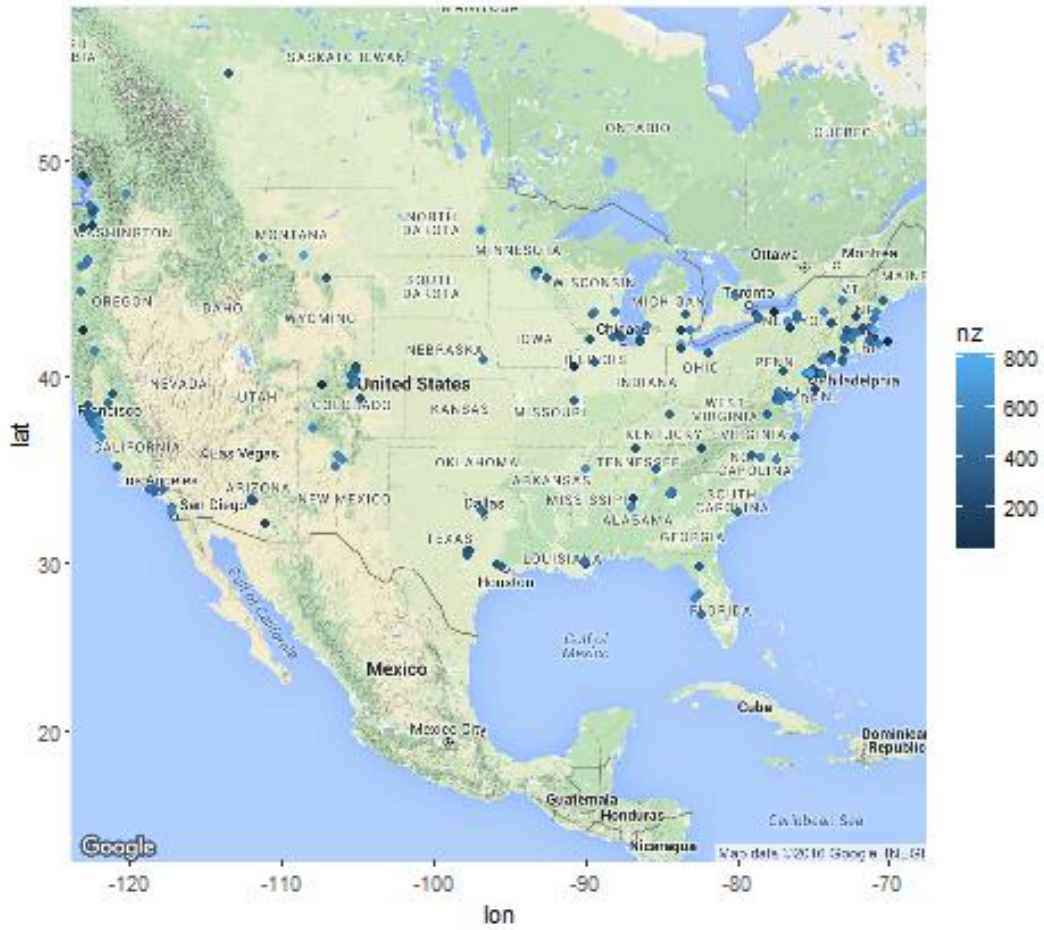 SASKATCHEWAN
ONTARIO
QUEBEC
50
WASHINGTON
MONTANA
NORTH
DAKOTA
MINNESOTA
Ottawa
Montrea
MAINE
OREGON
DAHO
SOUTH
DAKOTA
WISCONSIN
MICH GAN
Toronto
VT
WYOMING
IOWA
Chicago
NEBRASKA
ILLINOIS
OHIO
PENN
40
NEVADA
UTAH
United States
COLORADO
KANSAS
MISSOURI
INDIANA
WEST
VIRGINIA
Philadelphia
Francisco
CALIFORNIA
Las Vegas
KENTUCKY
VIRGINIA
OKLAHOMA
TENNESSEE
CAROLINA
Los Angeles
ARIZONA
NEW MEXICO
ARKANSAS
MISSISSIPPI
SOUTH
CAROLINA
San Diego
Dallas
ALABAMA
GEORGIA
TEXAS
LOUISIANA
30
Houston
FLORIDA
Gulf of California
Gulf of
Mexico
Mexico
Cuba
20
Mexico City
Dominican
Republic
Guatemala
Honduras
Caribbean Sea
Nicaragua
Google
Map data ©2016 Google, INEGI
-120
-110
-100
-90
-80
-70
lon
lat
nz
800
600
400
200